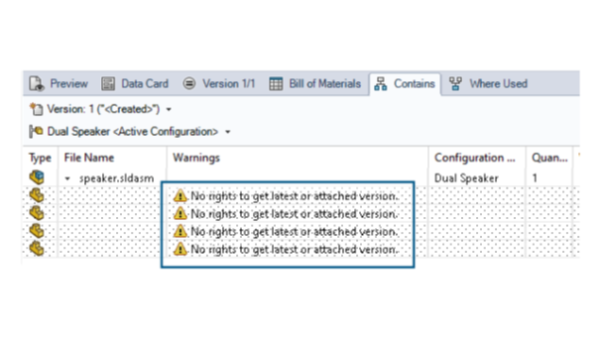 Preview Data Card Version 1/1 Bill of Materials Contains Where Used
Version: 1 ("<Created>")
Dual Speaker <Active Configuration>
Type File Name Warnings Configuration ... Quan...
speaker.sldasm Dual Speaker 1
No rights to get latest or attached version.
No rights to get latest or attached version.
No rights to get latest or attached version.
No rights to get latest or attached version.